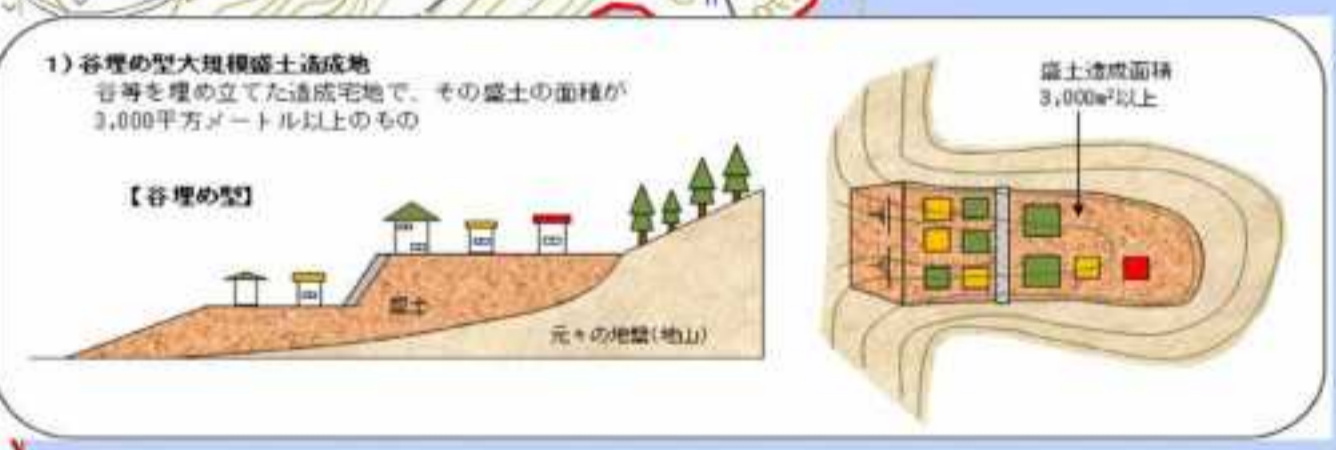 1)谷埋め型大規模盛土造成地
谷等を埋め立てた造成宅地で、その盛土の面積が
3,000平方メートル以上のもの
【谷埋め型】
盛土
元々の地盤(地山)
盛土造成面積
3,000m²以上